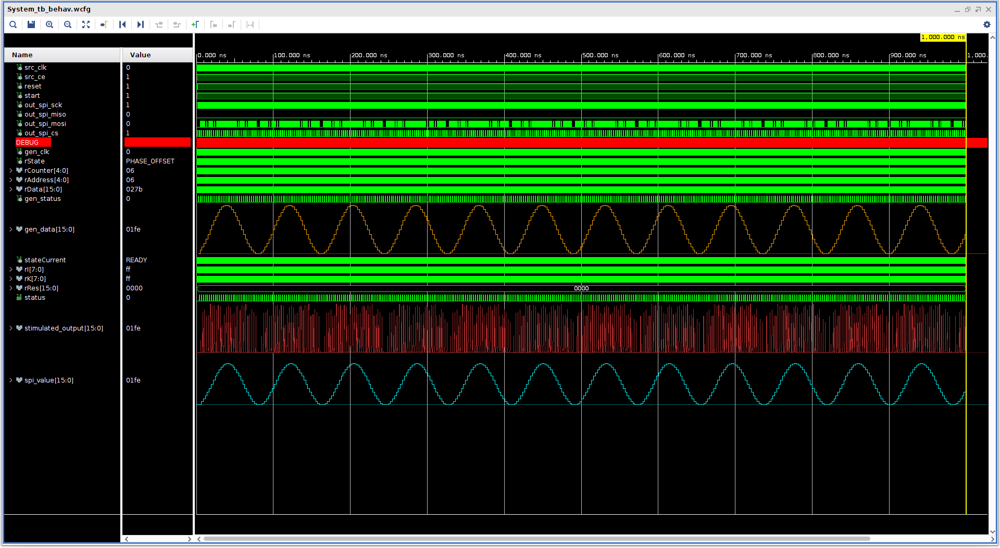 System_tb_behav.wcfg
1,000.000 ns
Name Value
0.000 ns 100.000 ns 200.000 ns 300.000 ns 400.000 ns 500.000 ns 600.000 ns 700.000 ns 800.000 ns 900.000 ns 1,000.
src_clk 0
src_ce 1
reset 1
start 1
out_spi_sck 1
out_spi_miso 0
out_spi_mosi 0
out_spi_cs 1
DEBUG
gen_clk 0
rState PHASE_OFFSET
rCounter[4:0] 06
rAddress[4:0] 06
rData[15:0] 027b
gen_status 0
gen_data[15:0] 01fe
stateCurrent READY
rI[7:0] ff
rK[7:0] ff
rRes[15:0] 0000 0000
status 0
stimulated_output[15:0] 01fe
spi_value[15:0] 01fe